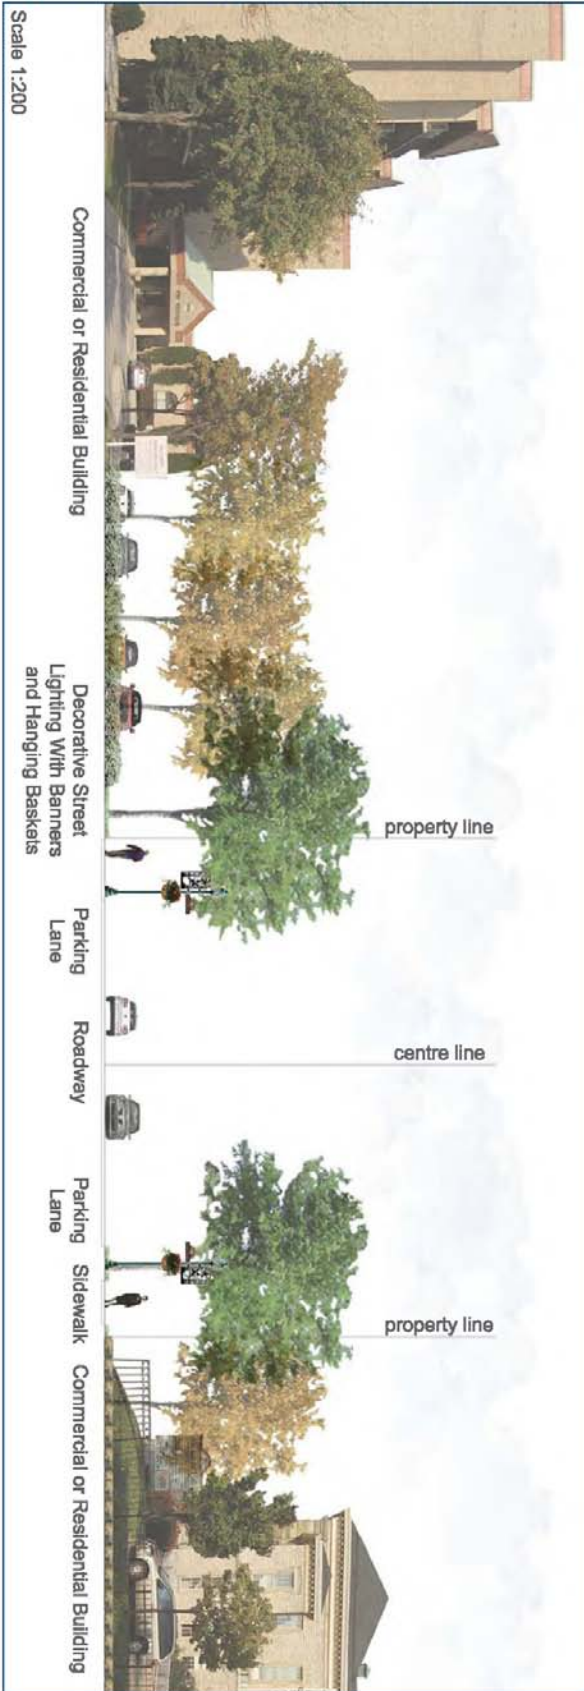 property line
centre line
property line
Commercial or Residential Building
Decorative Street
Lighting With Banners
and Hanging Baskets
Parking
Lane
Roadway
Parking
Lane
Sidewalk
Commercial or Residential Building
Scale 1:200